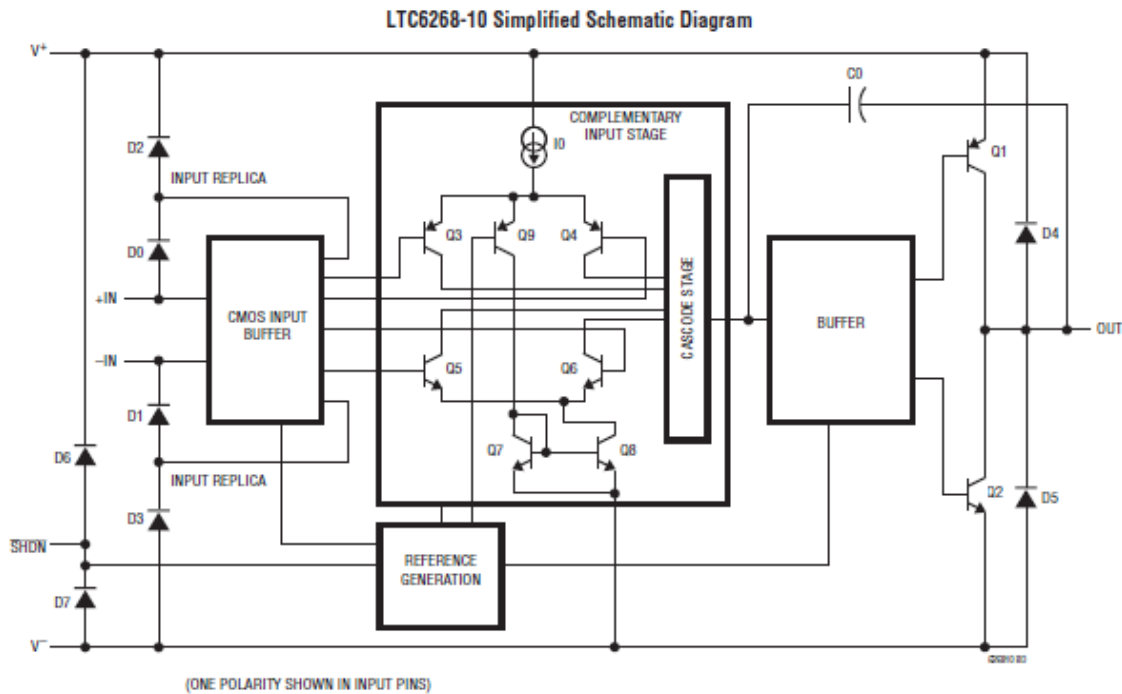 LTC6268-10 Simplified Schematic Diagram
V+
C0
COMPLEMENTARY
INPUT STAGE
I0
D2
Q1
INPUT REPLICA
Q3
Q9
Q4
D4
D0
+IN
CMOS INPUT
BUFFER
CASCODE STAGE
BUFFER
OUT
–IN
Q5
Q6
D1
Q7
Q8
D6
INPUT REPLICA
Q2
D5
D3
SHDN
REFERENCE
GENERATION
D7
V–
(ONE POLARITY SHOWN IN INPUT PINS)